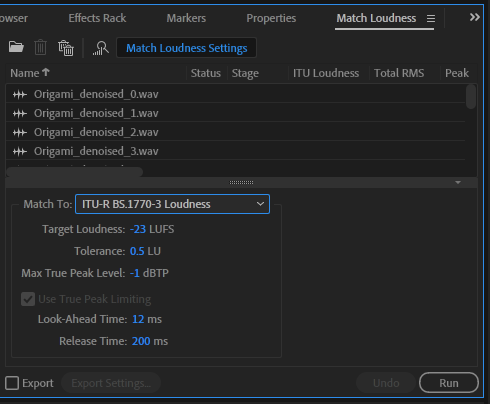 owser Effects Rack Markers Properties Match Loudness
Match Loudness Settings
Name Status Stage ITU Loudness Total RMS Peak
Origami_denoised_0.wav
Origami_denoised_1.wav
Origami_denoised_2.wav
Origami_denoised_3.wav
Match To: ITU-R BS.1770-3 Loudness
Target Loudness: -23 LUFS
Tolerance: 0.5 LU
Max True Peak Level: -1 dBTP
Use True Peak Limiting
Look-Ahead Time: 12 ms
Release Time: 200 ms
Export Export Settings... Undo Run